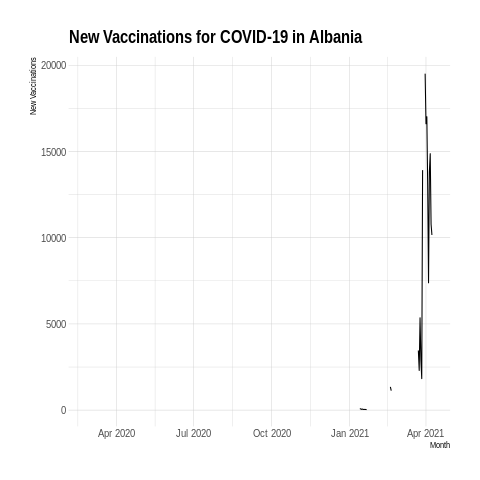 New Vaccinations for COVID-19 in Albania
New Vaccinations
20000
15000
10000
5000
0
Apr 2020 Jul 2020 Oct 2020 Jan 2021 Apr 2021
Month